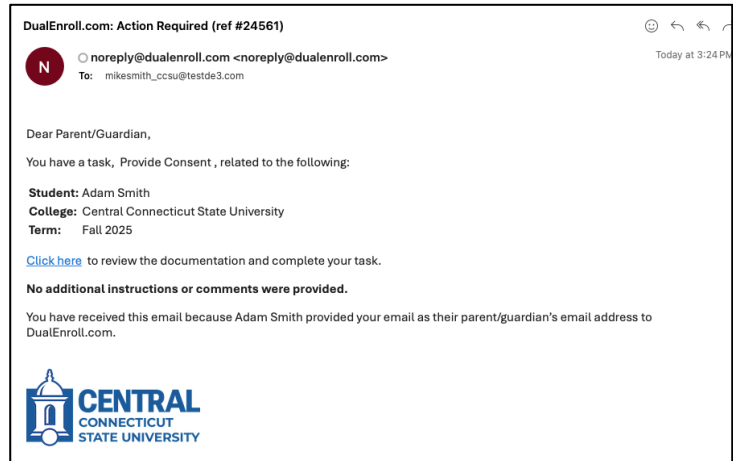 DualEnroll.com: Action Required (ref #24561)
N
noreply@dualenroll.com <noreply@dualenroll.com>
Today at 3:24 PM
To: mikesmith_ccsu@testde3.com
Dear Parent/Guardian,
You have a task,  Provide Consent , related to the following:
Student: Adam Smith
College: Central Connecticut State University
Term: Fall 2025
Click here to review the documentation and complete your task.
No additional instructions or comments were provided.
You have received this email because Adam Smith provided your email as their parent/guardian's email address to
DualEnroll.com.
CENTRAL
CONNECTICUT
STATE UNIVERSITY